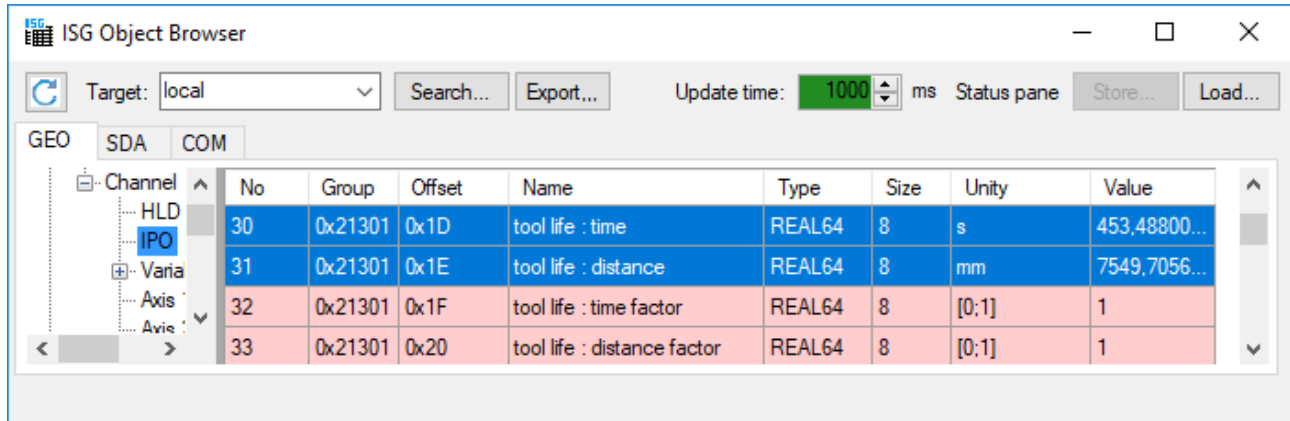 ISG Object Browser
Target: local Search... Export,,, Update time: 1000 ms Status pane Store... Load...
GEO SDA COM
Channel
HLD
IPO
Varial
Axis
Axis
No Group Offset Name Type Size Unity Value
30 0x21301 0x1D tool life : time REAL64 8 s 453,48800...
31 0x21301 0x1E tool life : distance REAL64 8 mm 7549,7056...
32 0x21301 0x1F tool life : time factor REAL64 8 [0;1] 1
33 0x21301 0x20 tool life : distance factor REAL64 8 [0;1] 1